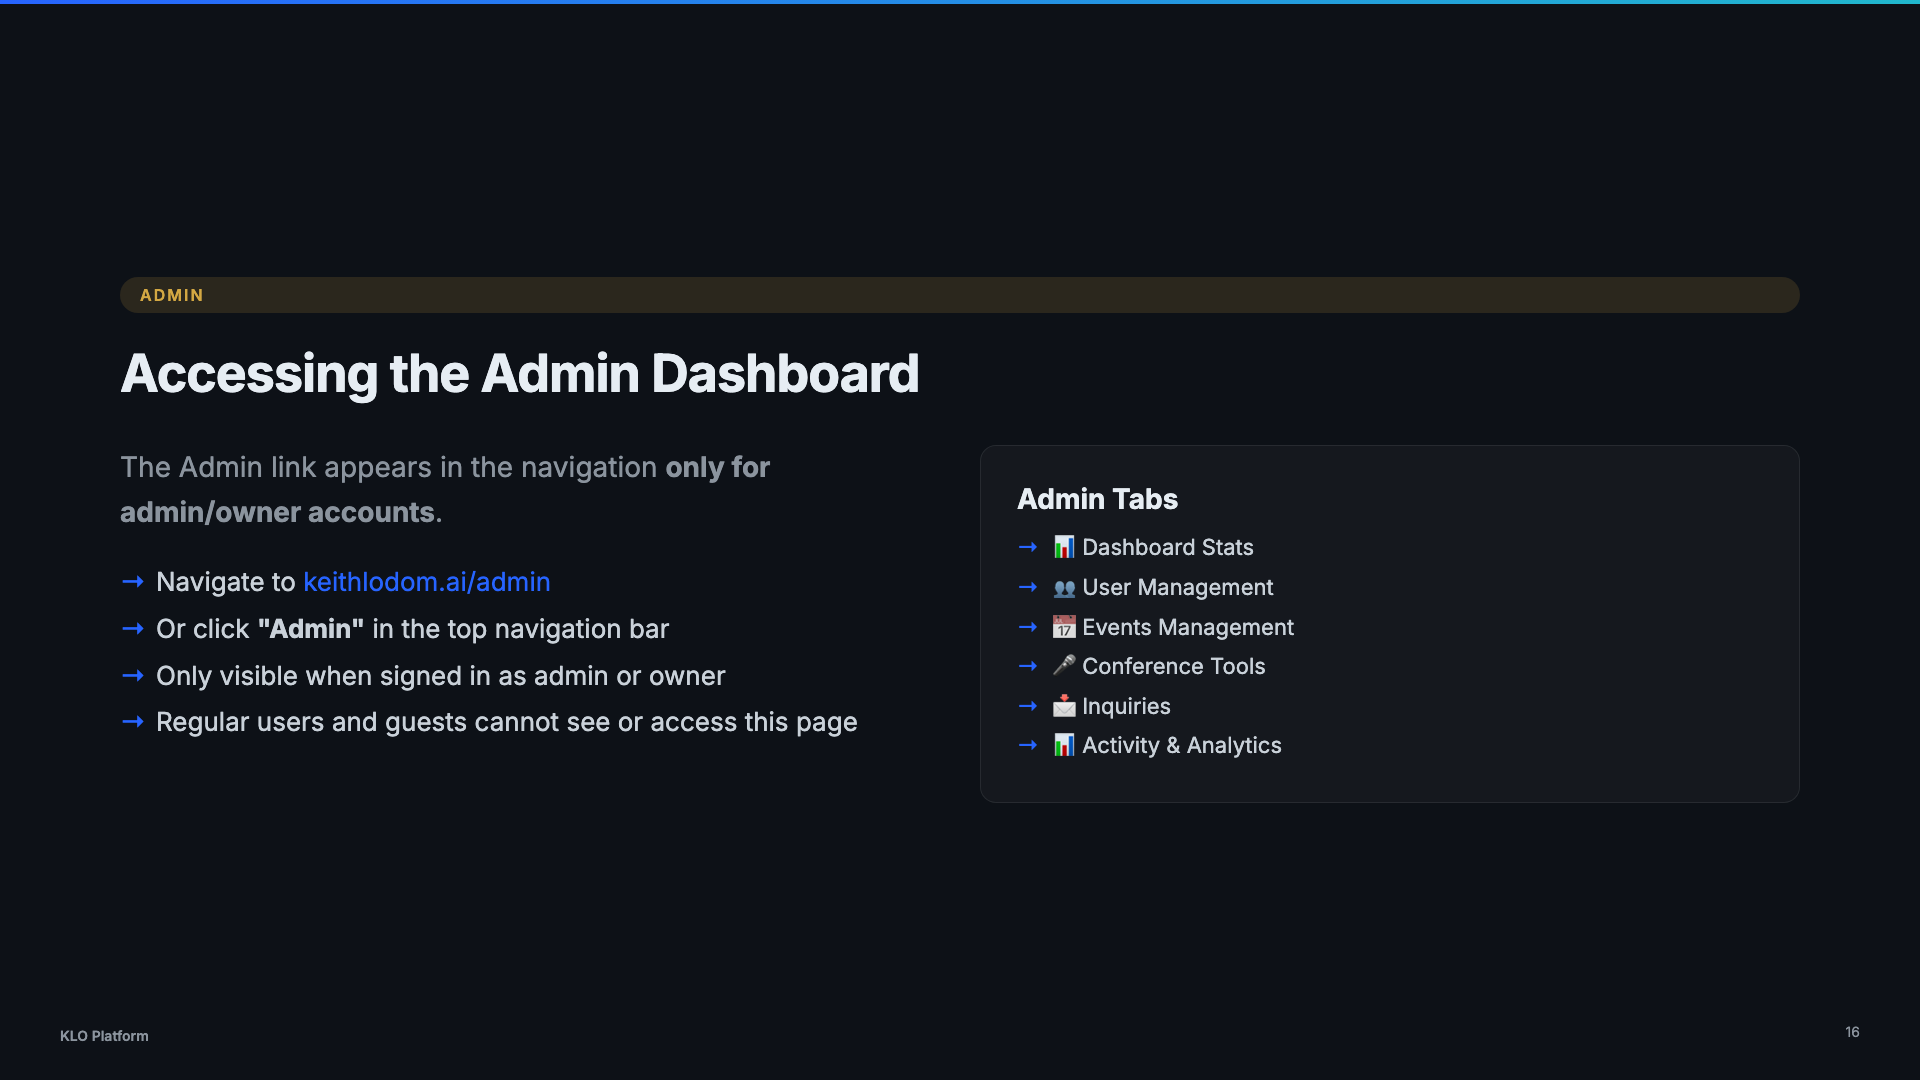 ADMIN
Accessing the Admin Dashboard
The Admin link appears in the navigation only for
admin/owner accounts.
→ Navigate to keithlodom.ai/admin
→ Or click "Admin" in the top navigation bar
→ Only visible when signed in as admin or owner
→ Regular users and guests cannot see or access this page
Admin Tabs
→ 📊 Dashboard Stats
→ 👥 User Management
→ 📅 Events Management
→ 🎤 Conference Tools
→ 📩 Inquiries
→ 📊 Activity & Analytics
KLO Platform
16